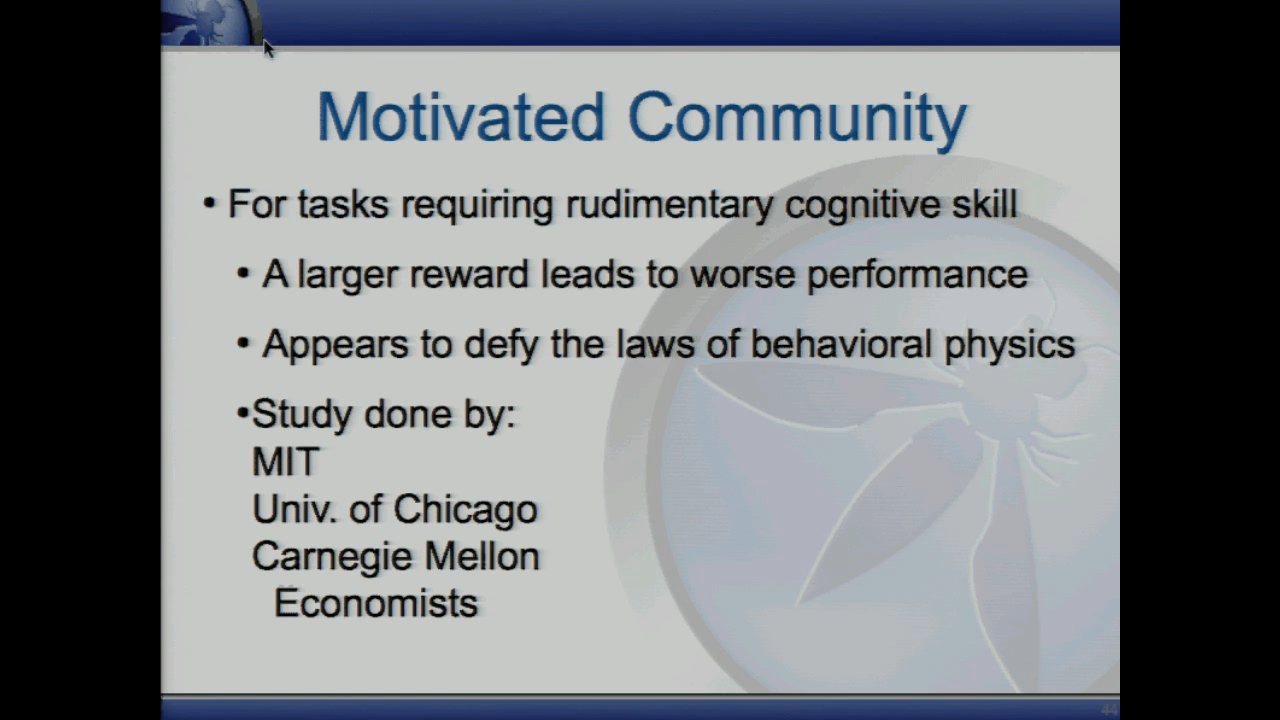 Motivated Community
• For tasks requiring rudimentary cognitive skill
• A larger reward leads to worse performance
• Appears to defy the laws of behavioral physics
•Study done by:
MIT
Univ. of Chicago
Carnegie Mellon
Economists
44